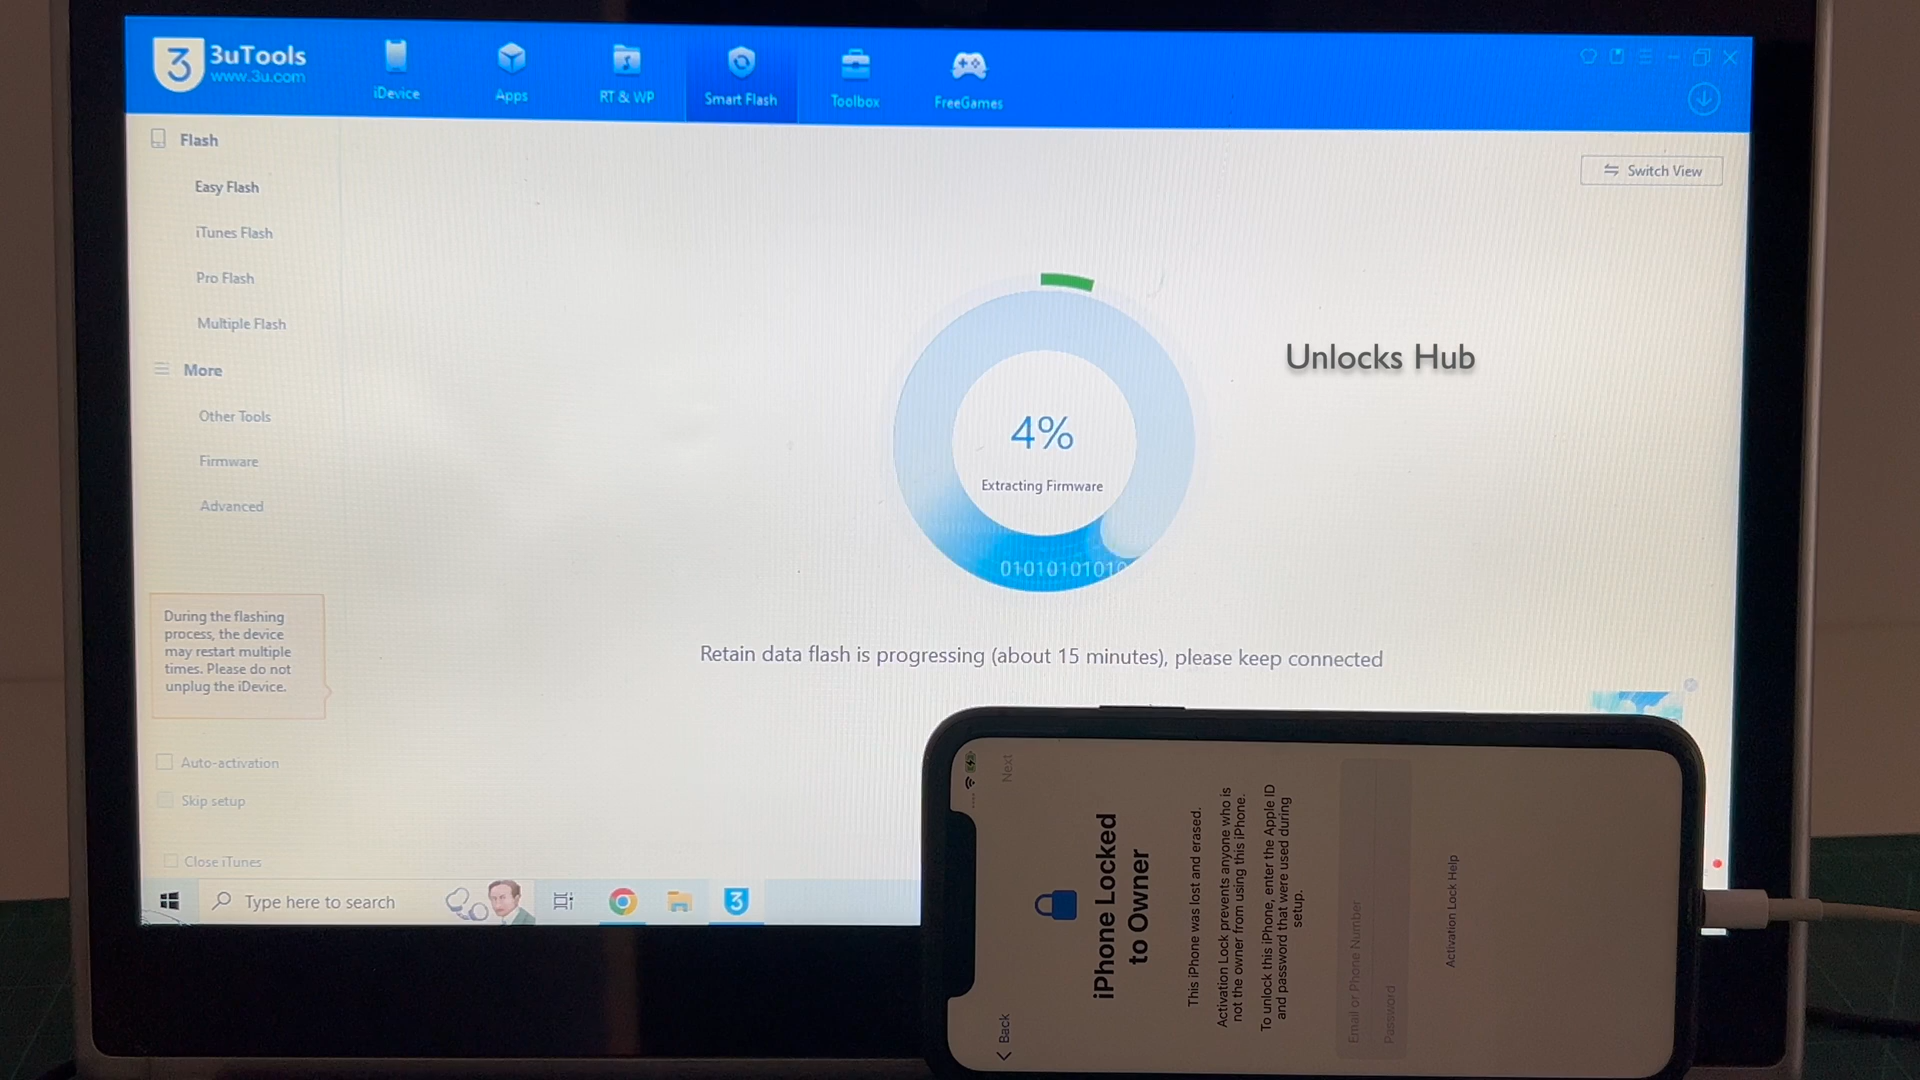 3uTools
www.3u.com
iDevice
Apps
RT & WP
Smart Flash
Toolbox
FreeGames
Flash
Easy Flash
iTunes Flash
Pro Flash
Multiple Flash
More
Other Tools
Firmware
Advanced
During the flashing
process, the device
may restart multiple
times. Please do not
unplug the iDevice.
Auto-activation
Skip setup
Close iTunes
Switch View
Unlocks Hub
4%
Extracting Firmware
01010101010
Retain data flash is progressing (about 15 minutes), please keep connected
Type here to search
Back
Next
iPhone Locked
to Owner
This iPhone was lost and erased.
Activation Lock prevents anyone who is
not the owner from using this iPhone.
To unlock this iPhone, enter the Apple ID
and password that were used during
setup.
Email or Phone Number
Password
Activation Lock Help